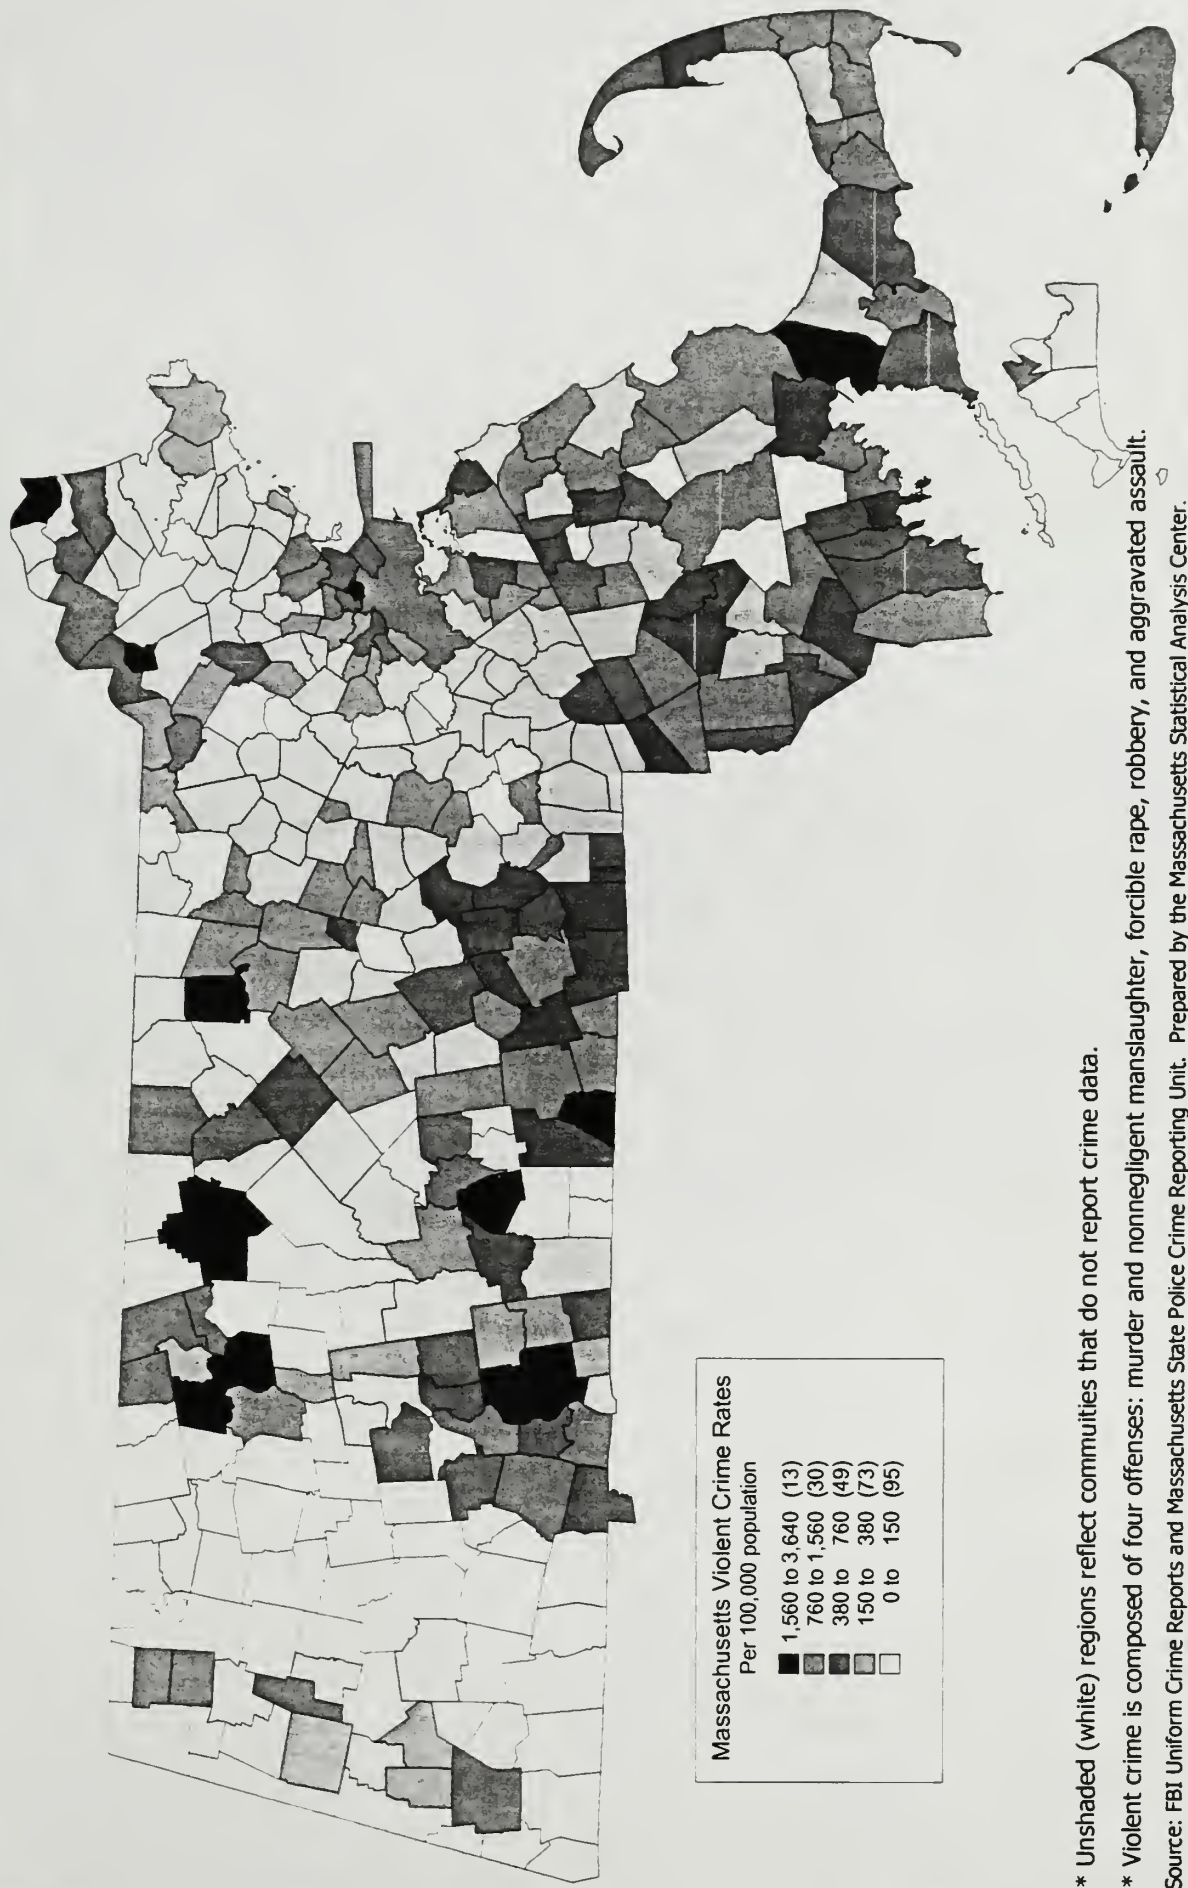 Massachusetts Violent Crime Rates
Per 100,000 population
1,560 to 3,640 (13)
760 to 1,560 (30)
380 to 760 (49)
150 to 380 (73)
0 to 150 (95)
* Unshaded (white) regions reflect commuities that do not report crime data.
* Violent crime is composed of four offenses: murder and nonnegligent manslaughter, forcible rape, robbery, and aggravated assault.
Source: FBI Uniform Crime Reports and Massachusetts State Police Crime Reporting Unit. Prepared by the Massachusetts Statistical Analysis Center.